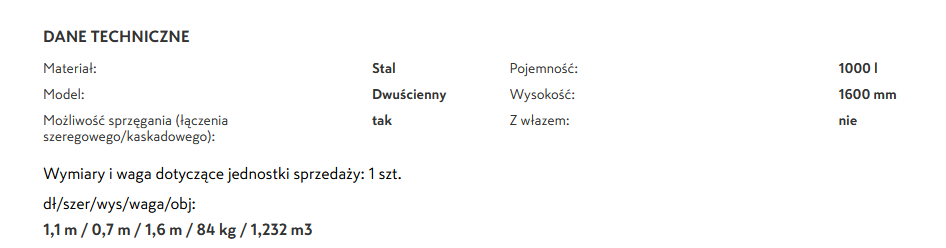 DANE TECHNICZNE
Materiał: Stal Pojemność: 1000 l
Model: Dwuścienny Wysokość: 1600 mm
Możliwość sprzęgania (łączenia tak Z włazem: nie
szeregowego/kaskadowego):
Wymiary i waga dotyczące jednostki sprzedaży: 1 szt.
dł/szer/wys/waga/obj:
1,1 m / 0,7 m / 1,6 m / 84 kg / 1,232 m3